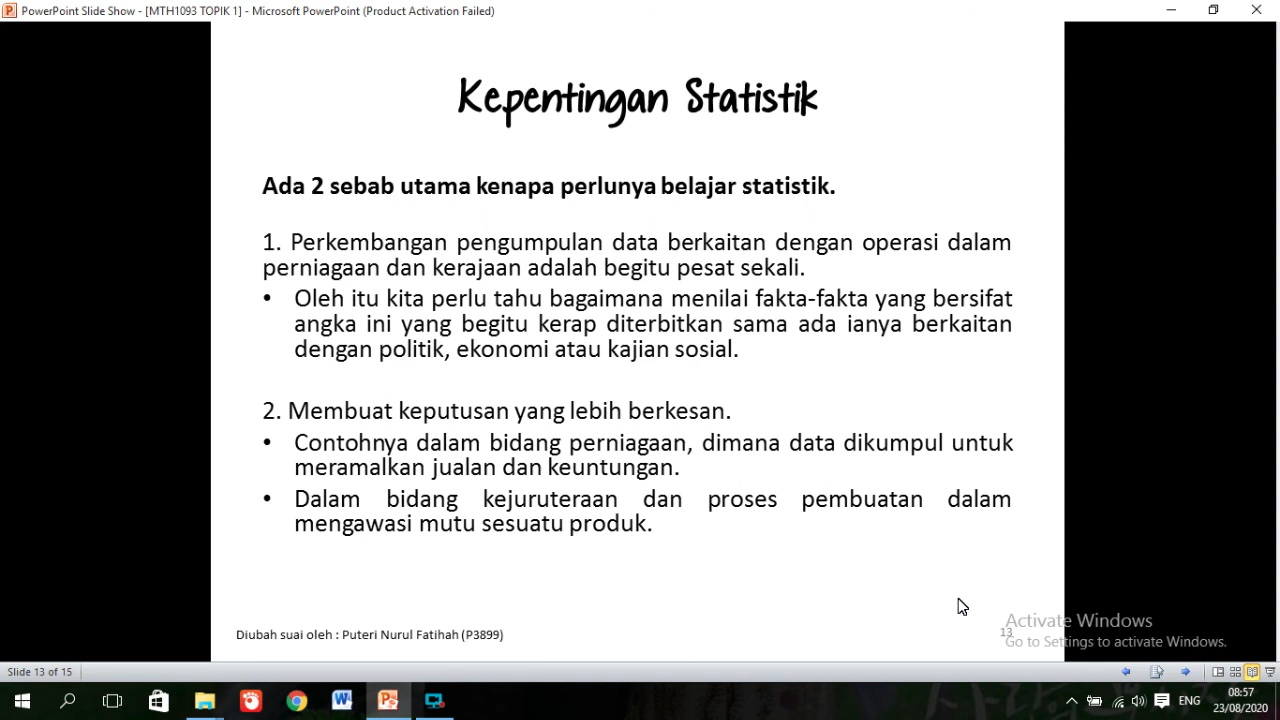 PowerPoint Slide Show - [MTH1093 TOPIK 1] - Microsoft PowerPoint (Product Activation Failed)
Kepentingan Statistik
Ada 2 sebab utama kenapa perlunya belajar statistik.
1. Perkembangan pengumpulan data berkaitan dengan operasi dalam
perniagaan dan kerajaan adalah begitu pesat sekali.
• Oleh itu kita perlu tahu bagaimana menilai fakta-fakta yang bersifat
angka ini yang begitu kerap diterbitkan sama ada ianya berkaitan
dengan politik, ekonomi atau kajian sosial.
2. Membuat keputusan yang lebih berkesan.
• Contohnya dalam bidang perniagaan, dimana data dikumpul untuk
meramalkan jualan dan keuntungan.
• Dalam bidang kejuruteraan dan proses pembuatan dalam
mengawasi mutu sesuatu produk.
Diubah suai oleh : Puteri Nurul Fatihah (P3899)
13
Activate Windows
Go to Settings to activate Windows.
Slide 13 of 15
ENG
08:57
23/08/2020